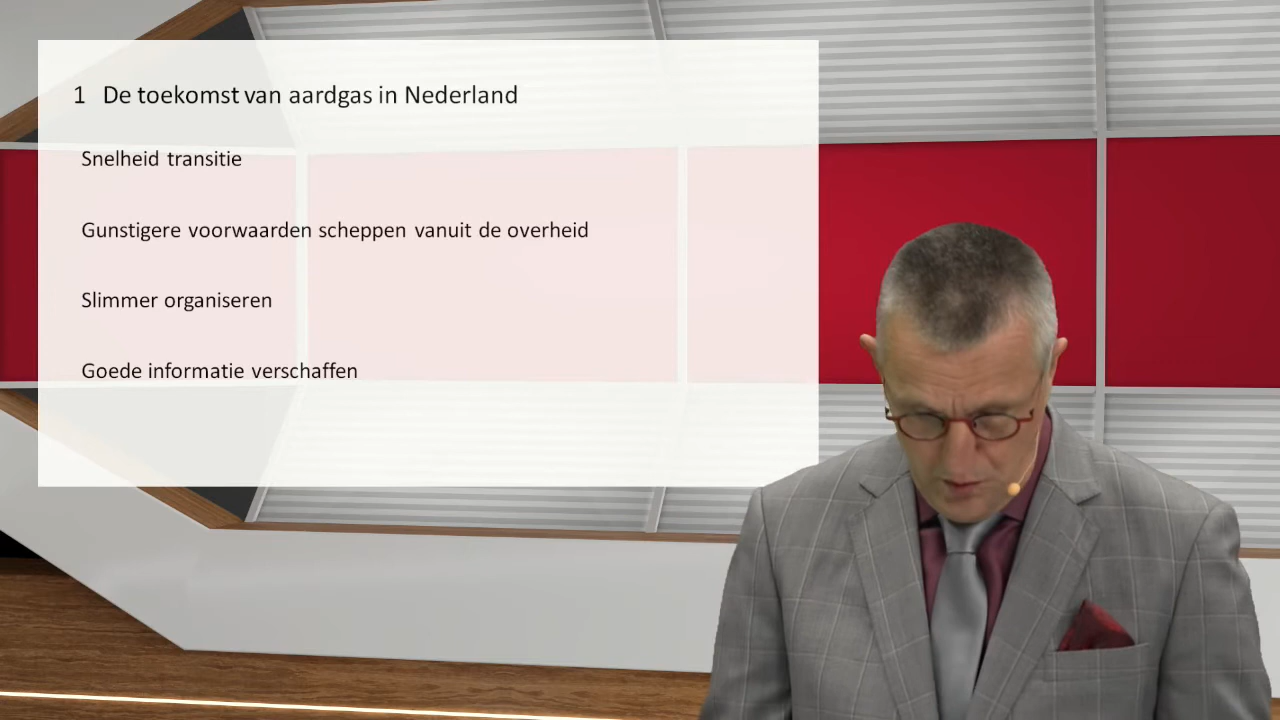 1 De toekomst van aardgas in Nederland
Snelheid transitie
Gunstigere voorwaarden scheppen vanuit de overheid
Slimmer organiseren
Goede informatie verschaffen